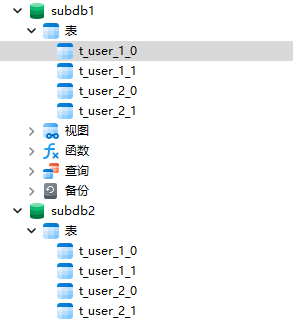 subdb1
表
t_user_1_0
t_user_1_1
t_user_2_0
t_user_2_1
视图
函数
查询
备份
subdb2
表
t_user_1_0
t_user_1_1
t_user_2_0
t_user_2_1